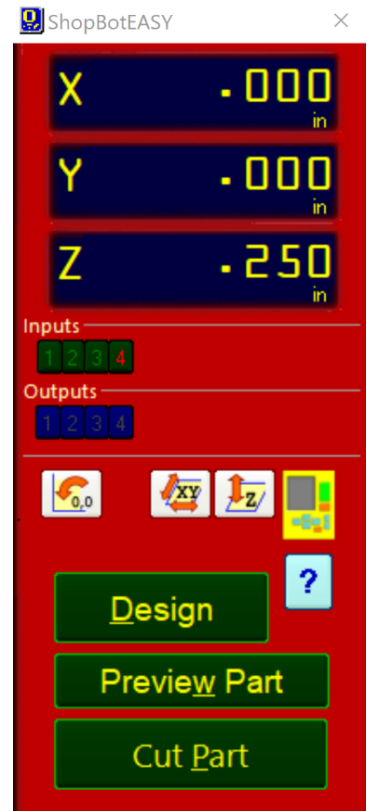 ShopBotEASY
X .000
in
Y .000
in
Z .250
in
Inputs
1 2 3 4
Outputs
1 2 3 4
0,0 XY Z
?
Design
Preview Part
Cut Part